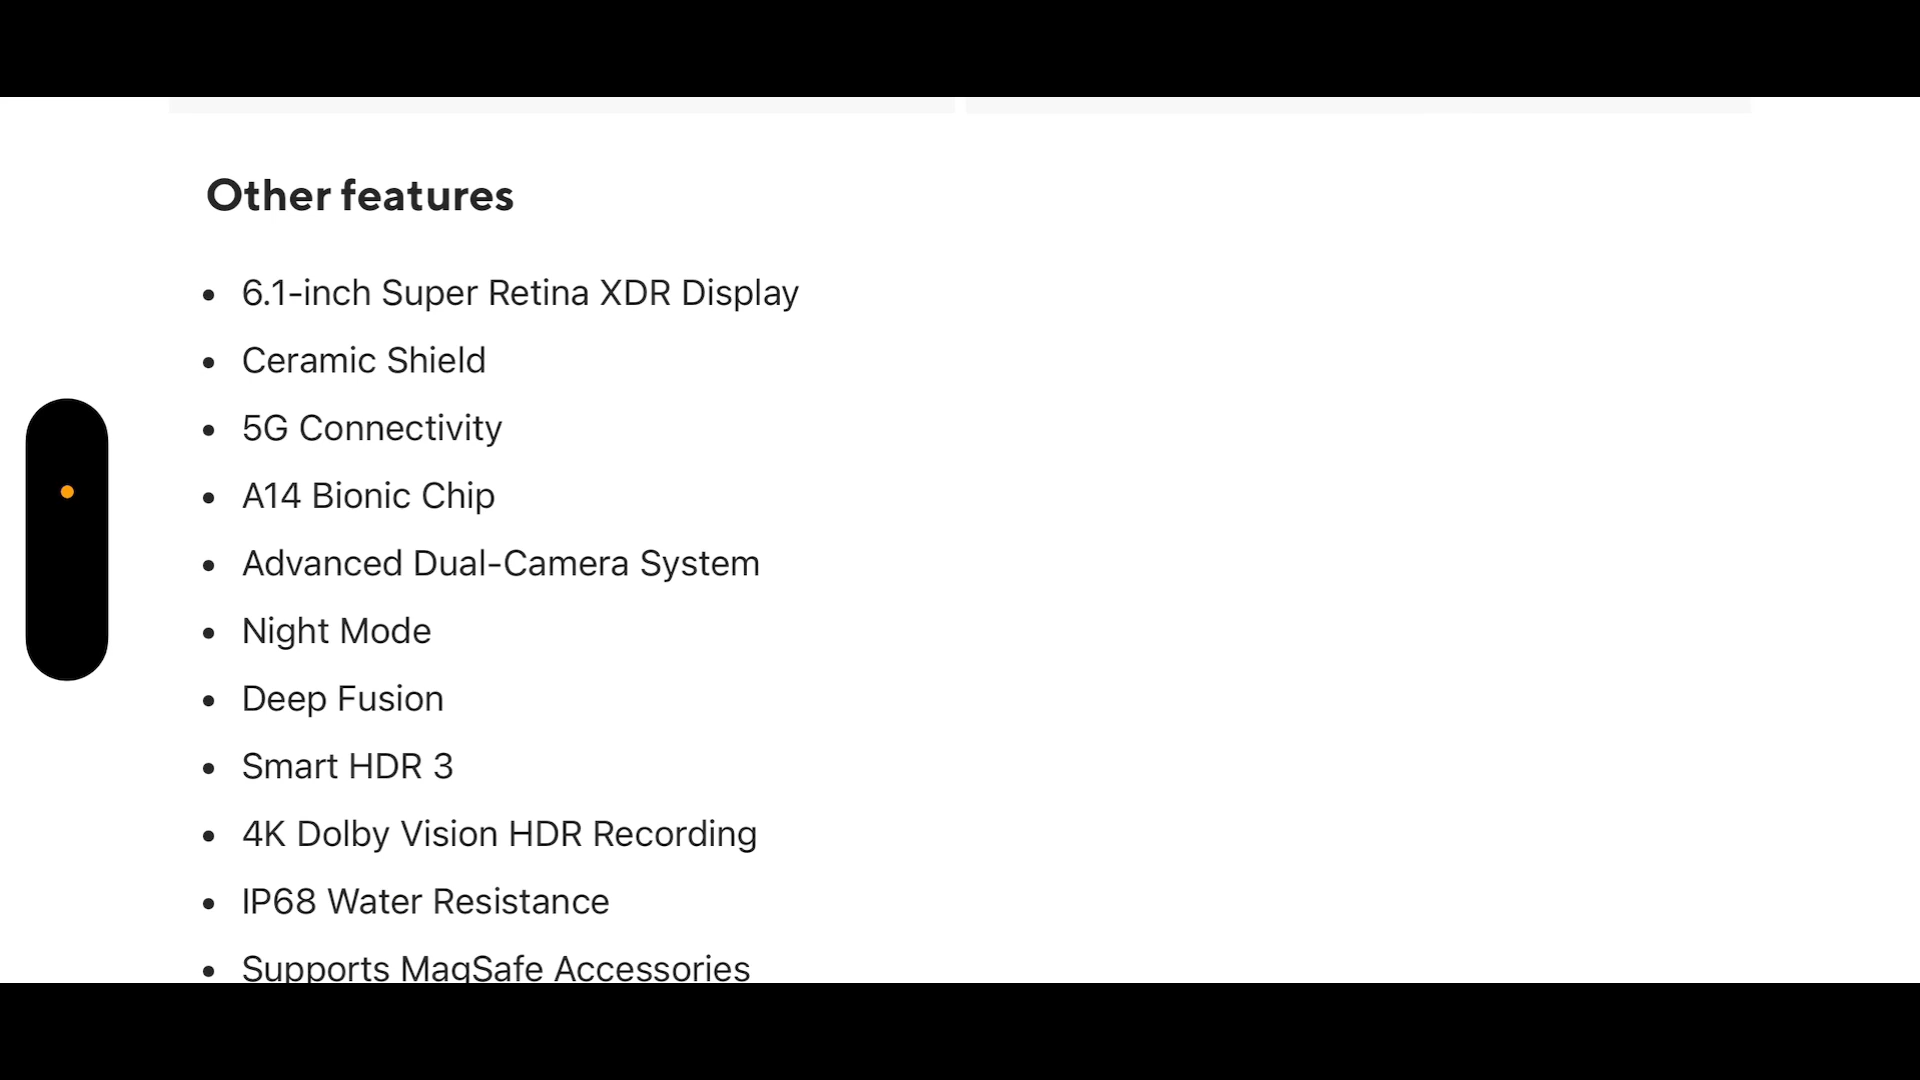 Other features
6.1-inch Super Retina XDR Display
Ceramic Shield
5G Connectivity
A14 Bionic Chip
Advanced Dual-Camera System
Night Mode
Deep Fusion
Smart HDR 3
4K Dolby Vision HDR Recording
IP68 Water Resistance
Supports MagSafe Accessories